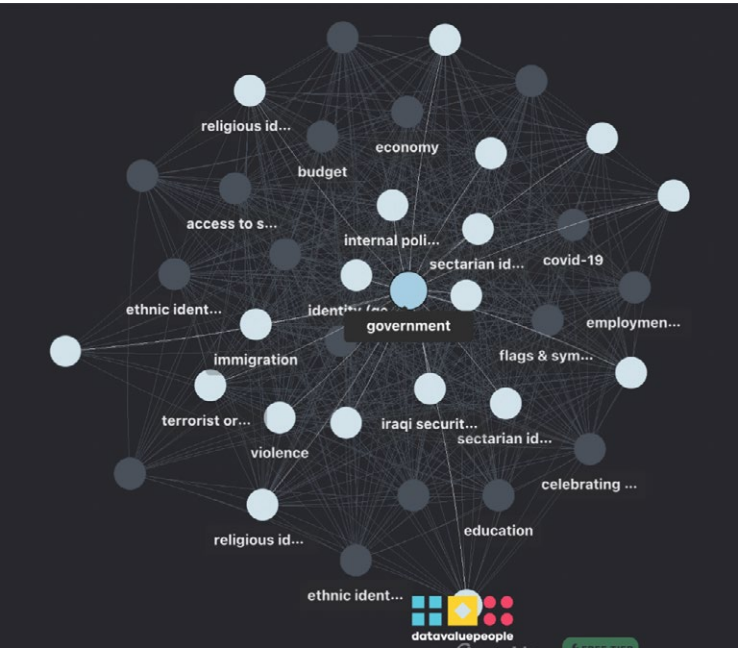 religious id...
economy
budget
access to s...
internal poli...
sectarian id...
covid-19
ethnic ident...
government
employmen...
immigration
flags & sym...
terrorist or...
iraqi securit...
sectarian id...
violence
celebrating ...
religious id...
education
ethnic ident...
datavaluepeople